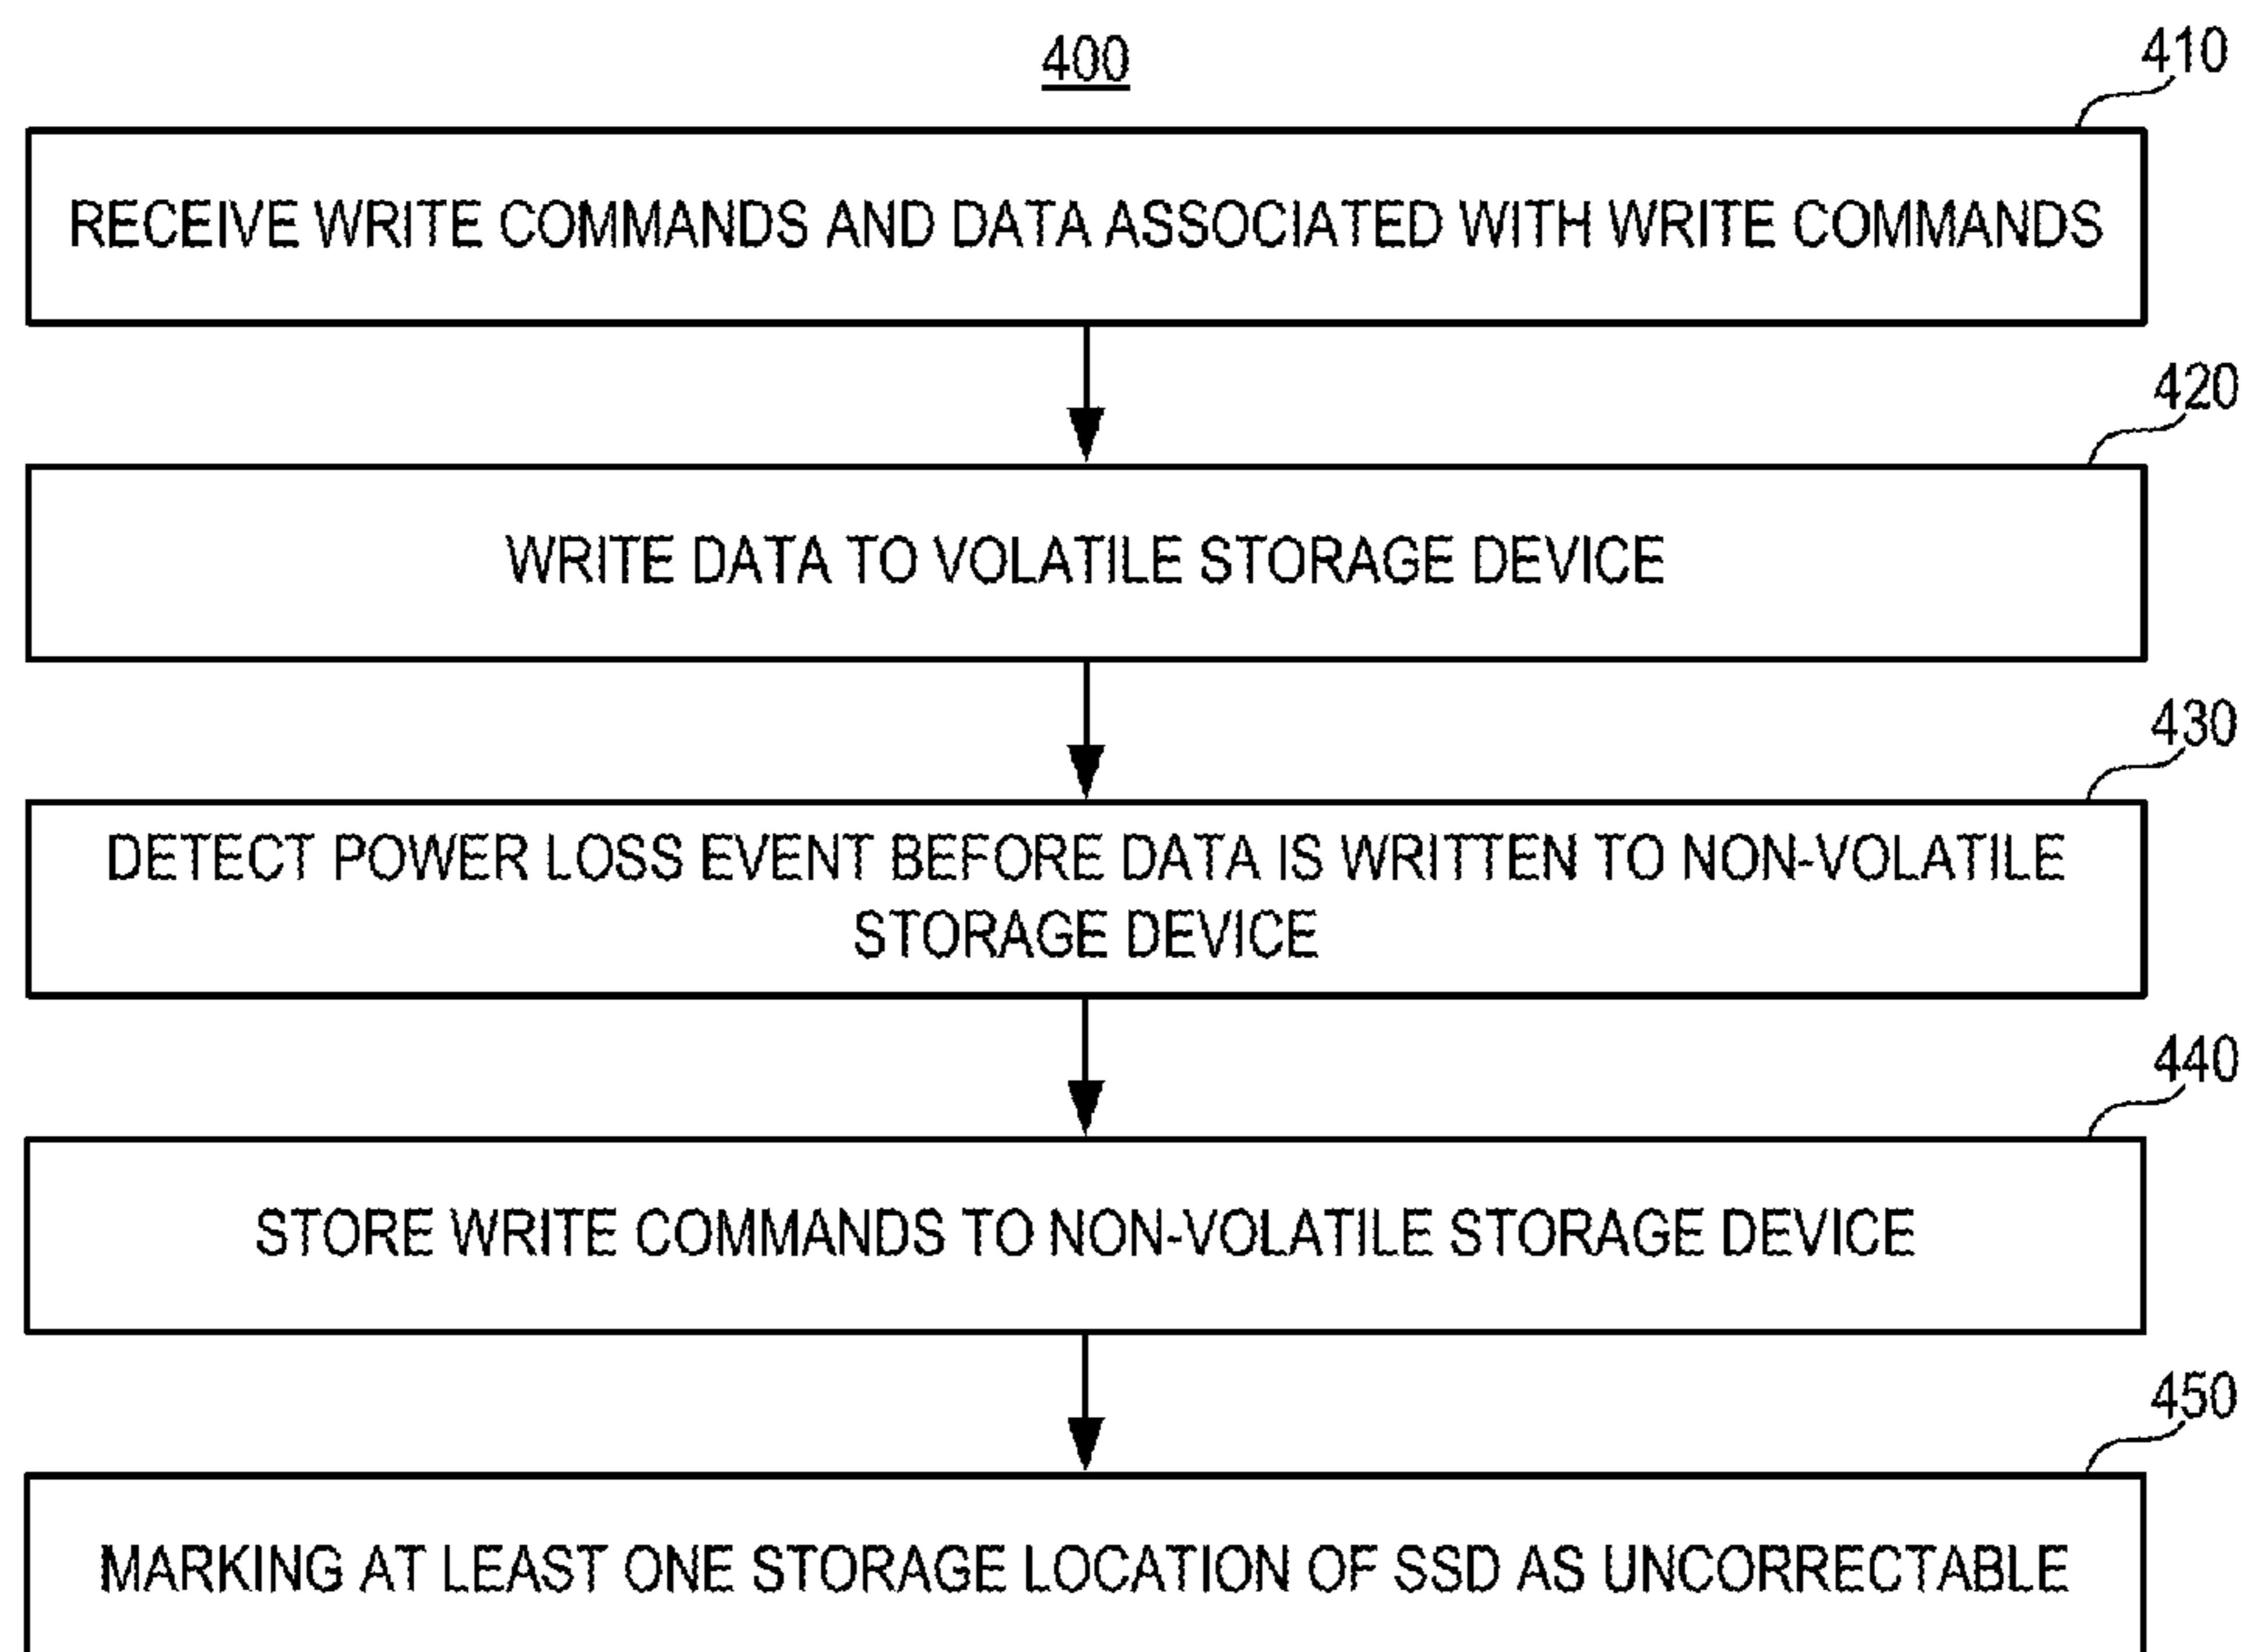 400
410
RECEIVE WRITE COMMANDS AND DATA ASSOCIATED WITH WRITE COMMANDS
420
WRITE DATA TO VOLATILE STORAGE DEVICE
430
DETECT POWER LOSS EVENT BEFORE DATA IS WRITTEN TO NON-VOLATILE
STORAGE DEVICE
440
STORE WRITE COMMANDS TO NON-VOLATILE STORAGE DEVICE
450
MARKING AT LEAST ONE STORAGE LOCATION OF SSD AS UNCORRECTABLE